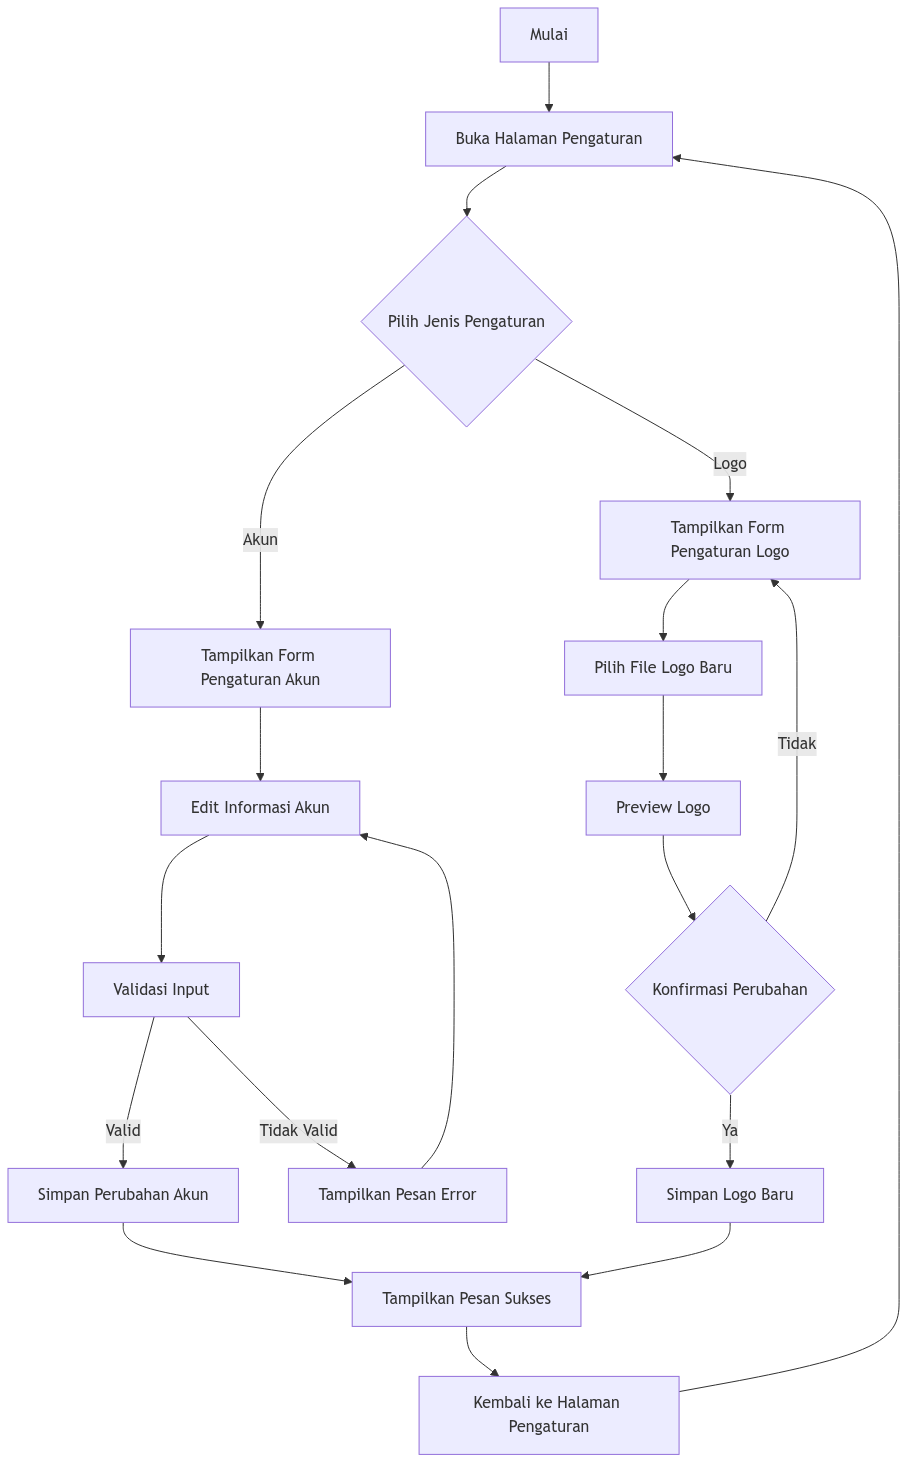 Mulai
Buka Halaman Pengaturan
Pilih Jenis Pengaturan
Logo
Akun
Tampilkan Form
Pengaturan Logo
Tampilkan Form
Pengaturan Akun
Pilih File Logo Baru
Tidak
Edit Informasi Akun
Preview Logo
Validasi Input
Konfirmasi Perubahan
Valid
Tidak Valid
Ya
Simpan Perubahan Akun
Tampilkan Pesan Error
Simpan Logo Baru
Tampilkan Pesan Sukses
Kembali ke Halaman
Pengaturan